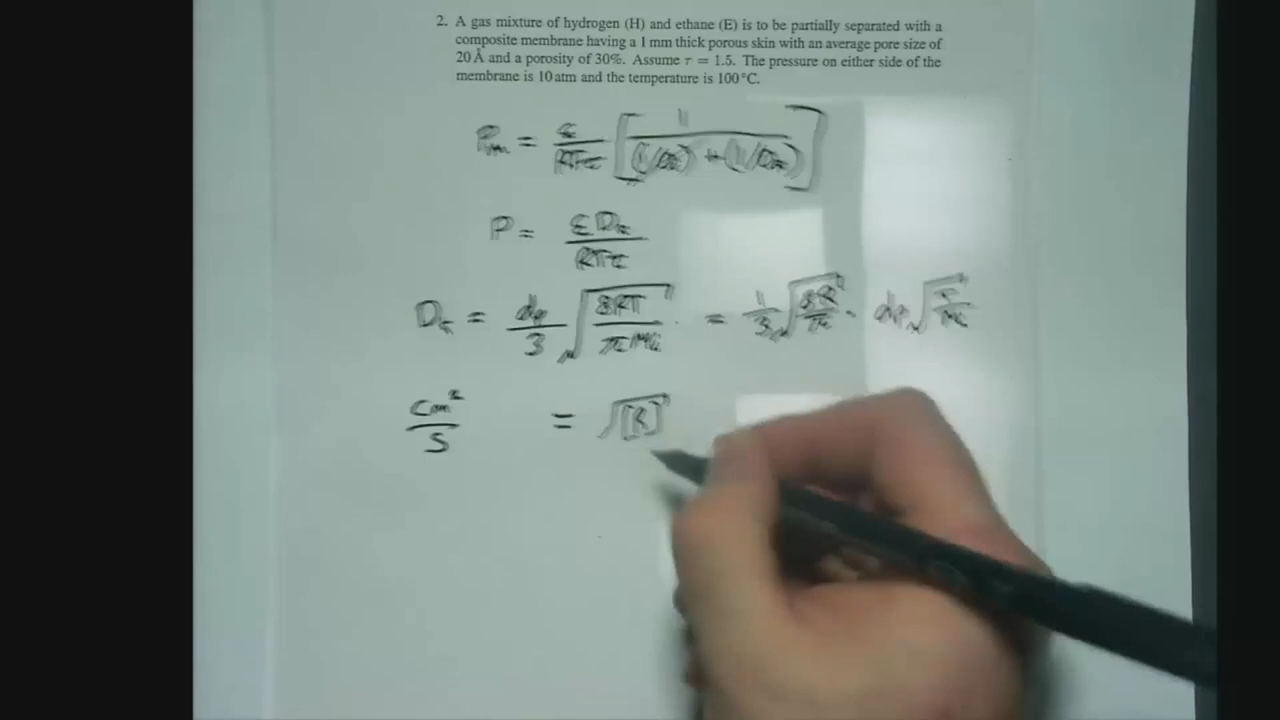 2. A gas mixture of hydrogen (H) and ethane (E) is to be partially separated with a
composite membrane having a 1 mm thick porous skin with an average pore size of
20 Å and a porosity of 30%. Assume τ = 1.5. The pressure on either side of the
membrane is 10 atm and the temperature is 100 °C.
P_m = ε/(RTτ) [1/((1/D_i) + (1/D_k))]
P = εD_k/(RTτ)
D_k = d_p/3 √(8RT/(πM_i)) = 1/3 √(8R/π) · d_p √(T/M_i)
cm²/s = √[R]